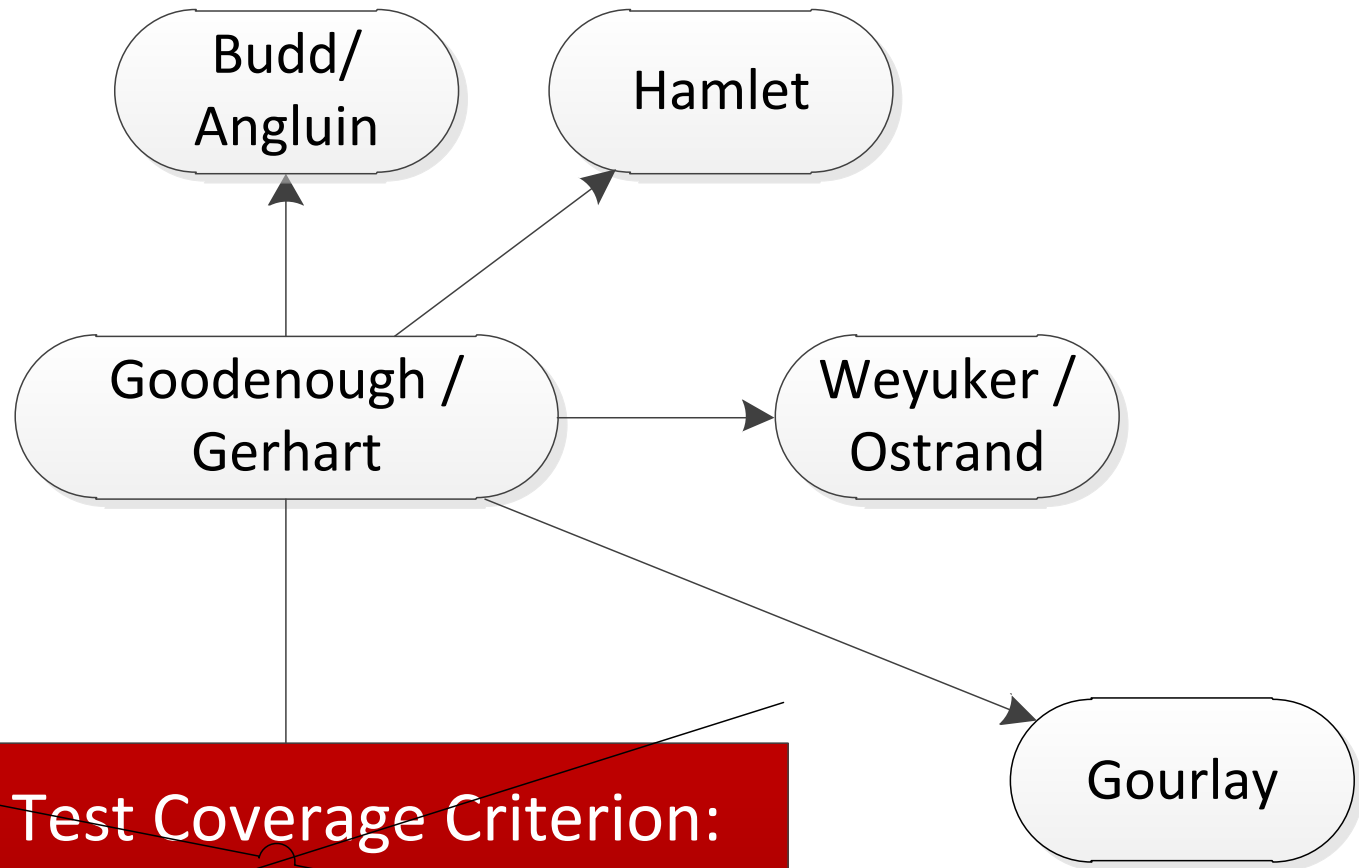 Budd/
Angluin
Hamlet
Goodenough /
Gerhart
Weyuker /
Ostrand
Gourlay
Test Coverage Criterion: